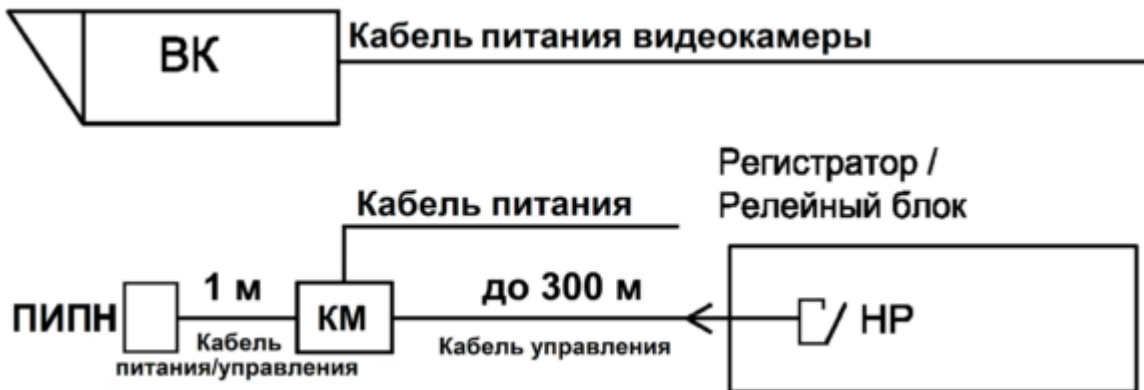 ВК
Кабель питания видеокамеры
Регистратор /
Релейный блок
Кабель питания
ПИПН
1 м
КМ
до 300 м
НР
Кабель
питания/управления
Кабель управления